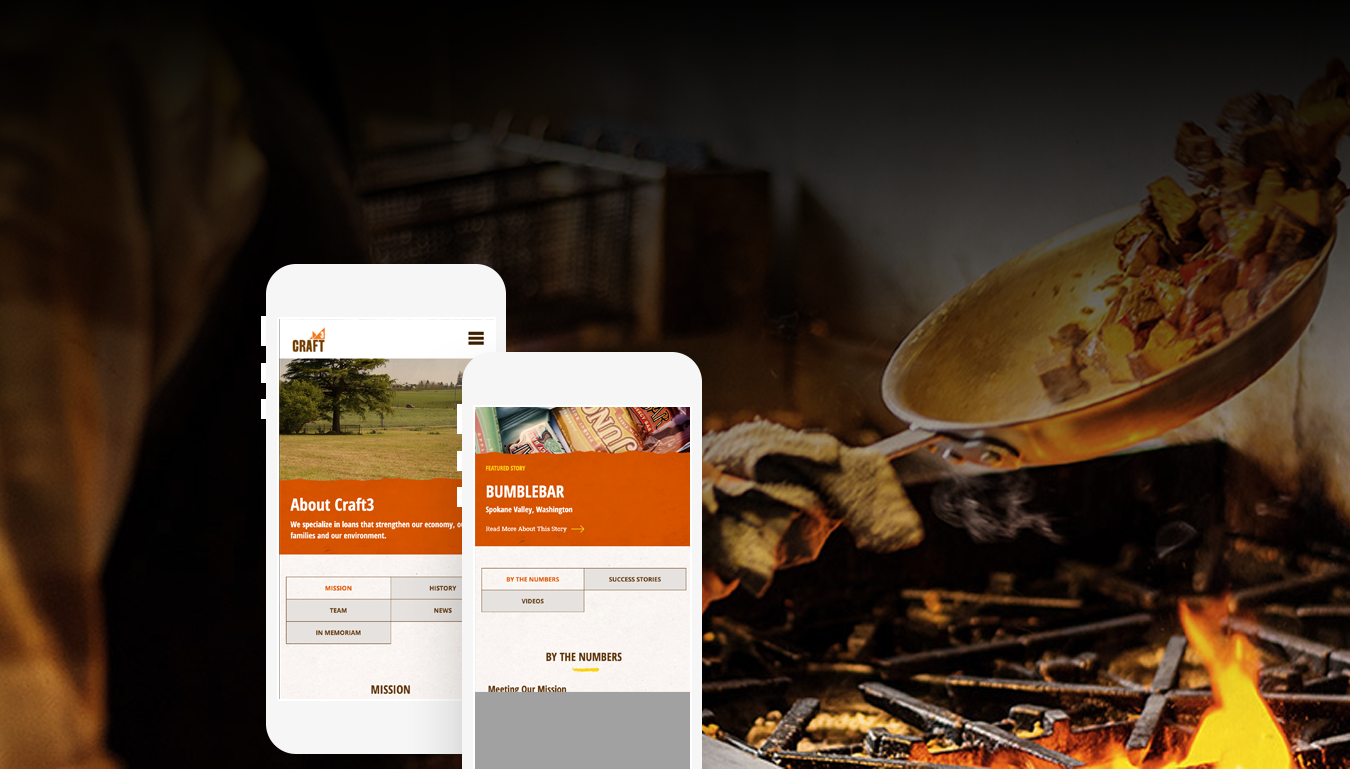 CRAFT
About Craft3
We specialize in loans that strengthen our economy,
families and our environment.
MISSION
HISTORY
TEAM
NEWS
IN MEMORIAM
MISSION
FEATURED STORY
BUMBLEBAR
Spokane Valley, Washington
Read More About This Story
BY THE NUMBERS
SUCCESS STORIES
VIDEOS
BY THE NUMBERS
Meeting Our Mission